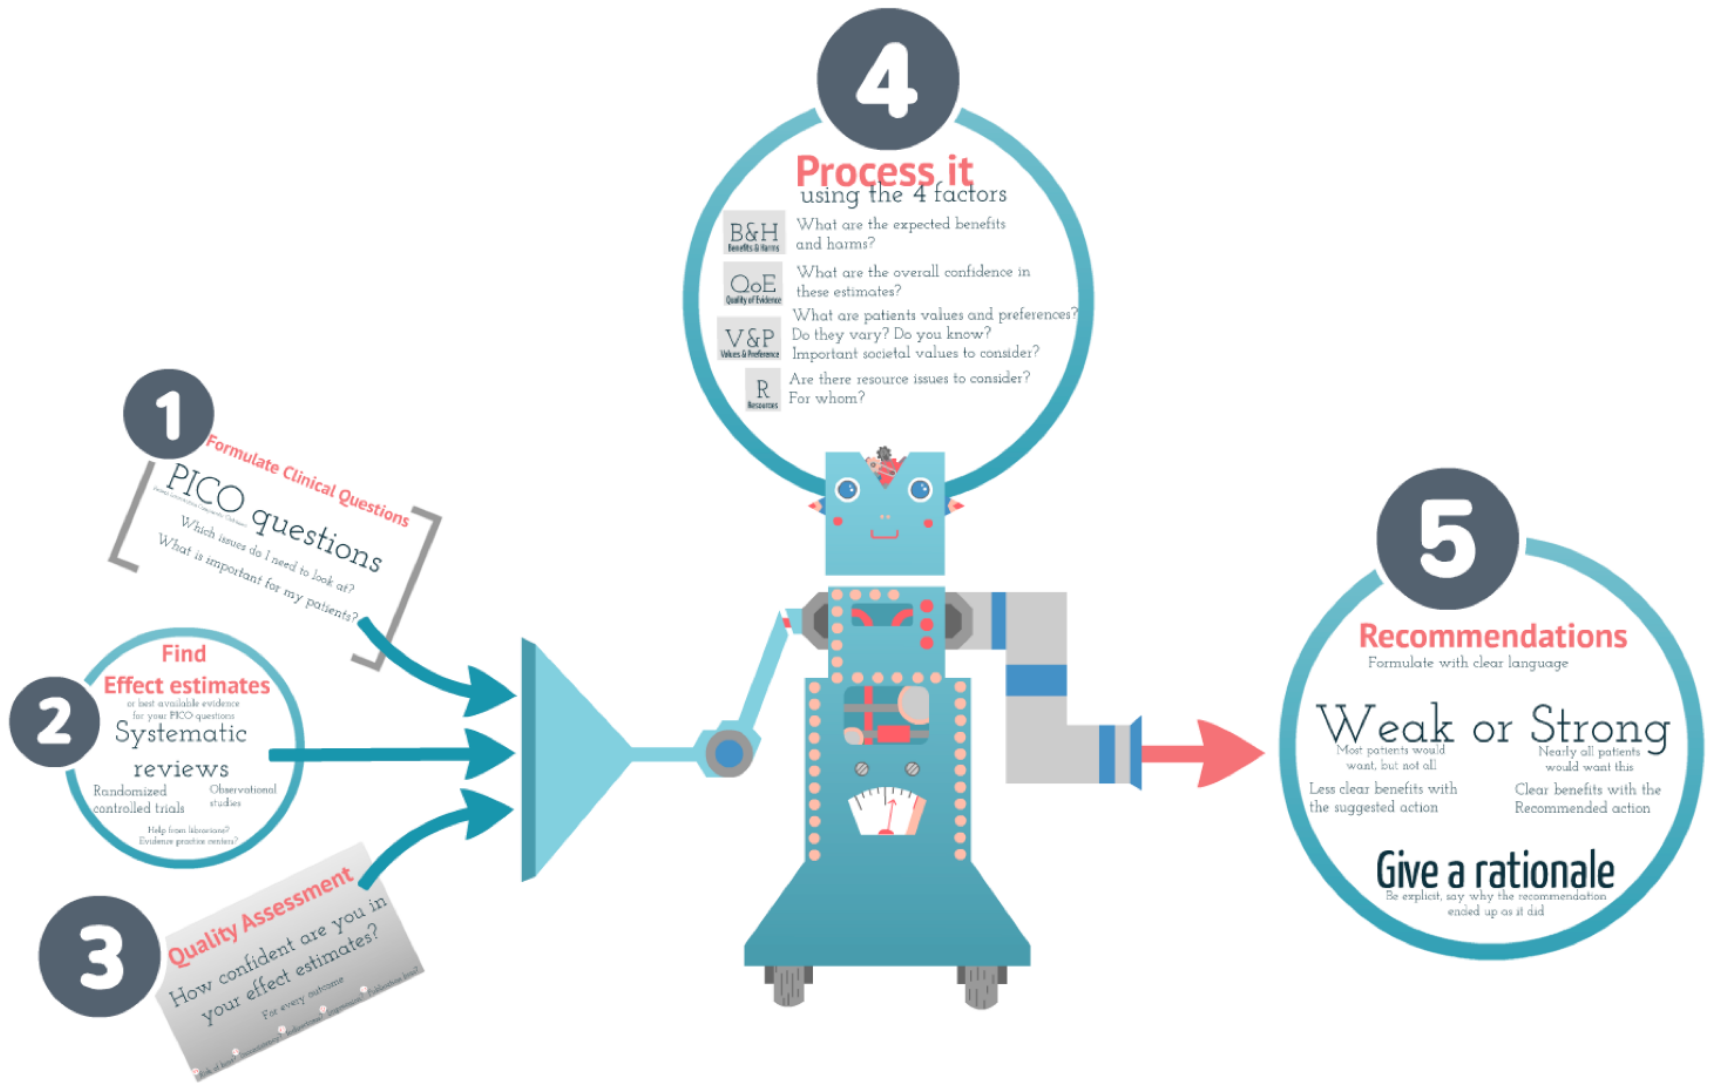 1
Formulate Clinical Questions
PICO questions
Which issues do I need to look at?
What is important for my patients?
2
Find
Effect estimates
or best available evidence
for your PICO questions
Systematic
reviews
Randomized
controlled trials
Observational
studies
Help from librarians?
Evidence practice centers?
3
Quality Assessment
How confident are you in
your effect estimates?
For every outcome
Risk of bias?
Publication bias?
4
Process it
using the 4 factors
B&H
Benefits & Harms
What are the expected benefits
and harms?
QoE
Quality of Evidence
What are the overall confidence in
these estimates?
V&P
Values & Preference
What are patients values and preferences?
Do they vary? Do you know?
Important societal values to consider?
R
Resources
Are there resource issues to consider?
For whom?
5
Recommendations
Formulate with clear language
Weak or Strong
Most patients would
want, but not all
Nearly all patients
would want this
Less clear benefits with
the suggested action
Clear benefits with the
Recommended action
Give a rationale
Be explicit, say why the recommendation
ended up as it did